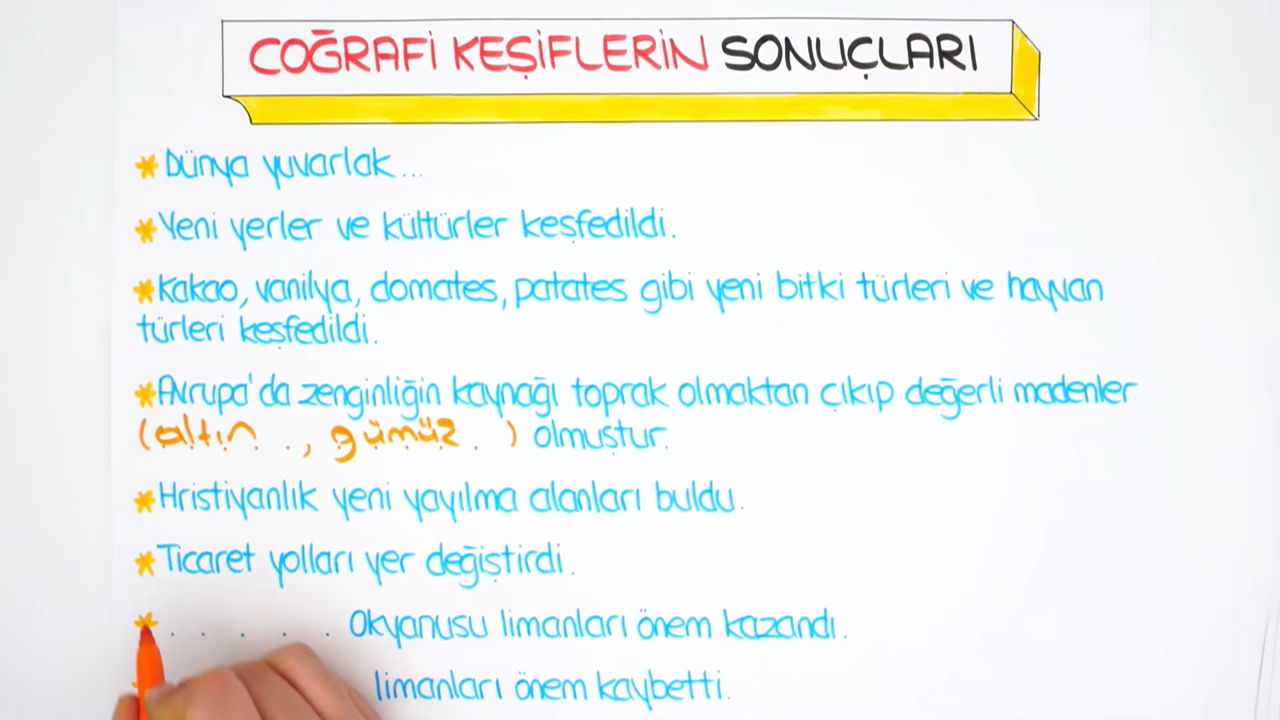 COĞRAFİ KEŞİFLERİN SONUÇLARI
*Dünya yuvarlak...
*Yeni yerler ve kültürler keşfedildi.
*Kakao, vanilya, domates, patates gibi yeni bitki türleri ve hayvan
türleri keşfedildi.
*Avrupa'da zenginliğin kaynağı toprak olmaktan çıkıp değerli madenler
(altın . , gümüz . ) olmuştur.
*Hristiyanlık yeni yayılma alanları buldu.
*Ticaret yolları yer değiştirdi.
*. . . . . Okyanusu limanları önem kazandı.
limanları önem kaybetti.